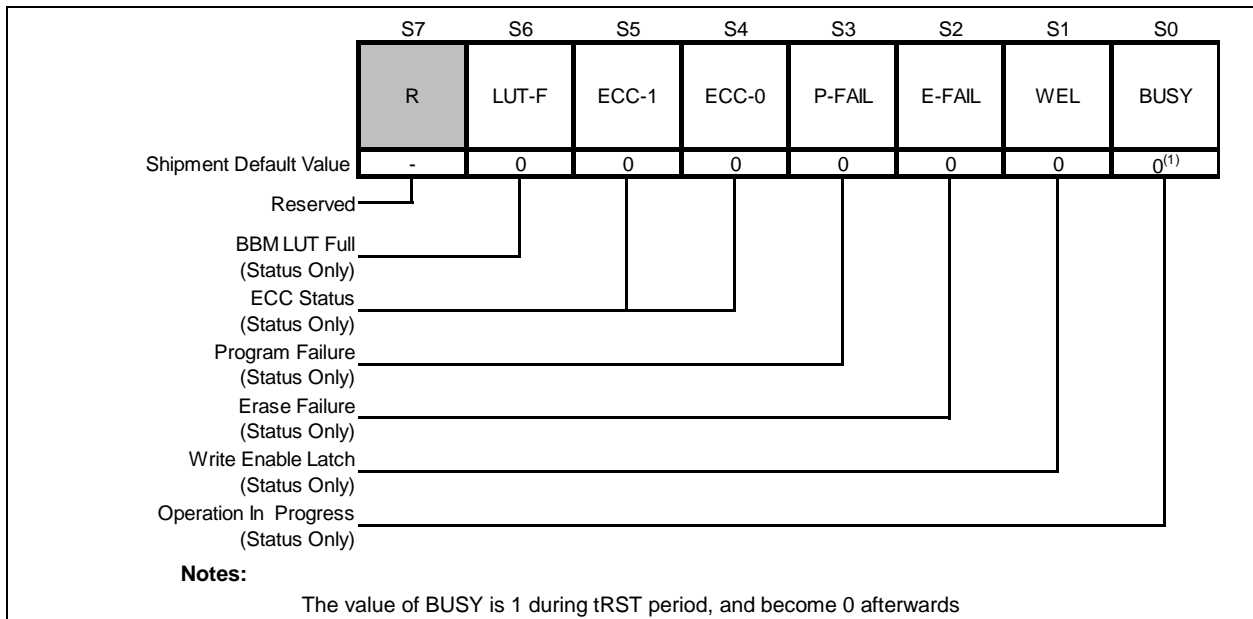 S7 S6 S5 S4 S3 S2 S1 S0
R LUT-F ECC-1 ECC-0 P-FAIL E-FAIL WEL BUSY
Shipment Default Value - 0 0 0 0 0 0 0(1)
Reserved
BBM LUT Full
(Status Only)
ECC Status
(Status Only)
Program Failure
(Status Only)
Erase Failure
(Status Only)
Write Enable Latch
(Status Only)
Operation In Progress
(Status Only)
Notes:
The value of BUSY is 1 during tRST period, and become 0 afterwards